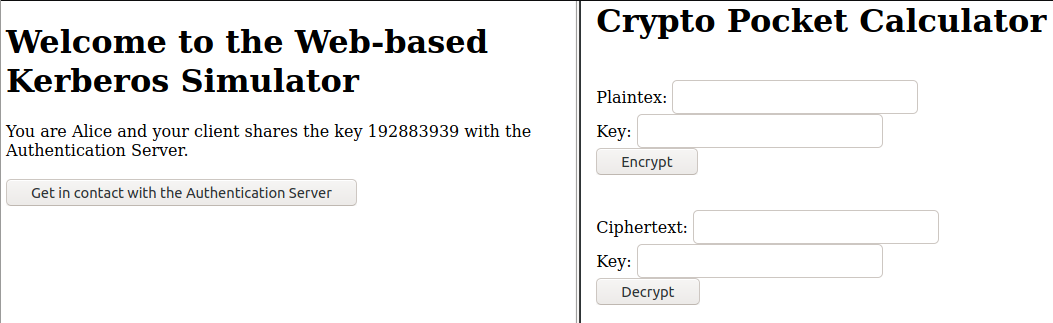 Welcome to the Web-based
Kerberos Simulator
You are Alice and your client shares the key 192883939 with the
Authentication Server.
Get in contact with the Authentication Server
Crypto Pocket Calculator
Plaintex:
Key:
Encrypt
Ciphertext:
Key:
Decrypt